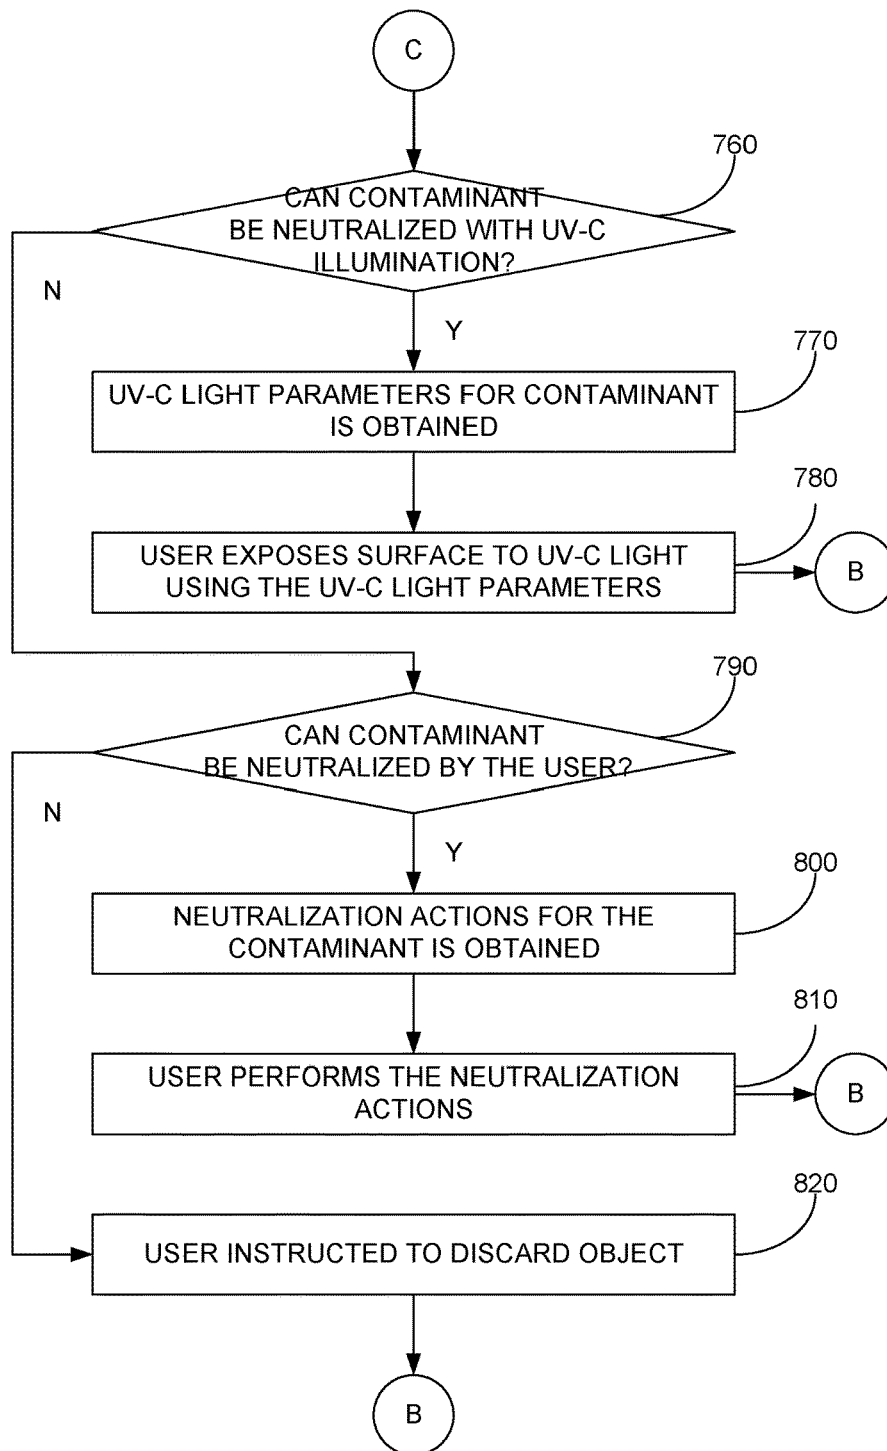 C
760
CAN CONTAMINANT
BE NEUTRALIZED WITH UV-C
ILLUMINATION?
N
Y
770
UV-C LIGHT PARAMETERS FOR CONTAMINANT
IS OBTAINED
780
USER EXPOSES SURFACE TO UV-C LIGHT
USING THE UV-C LIGHT PARAMETERS
B
790
CAN CONTAMINANT
BE NEUTRALIZED BY THE USER?
N
Y
800
NEUTRALIZATION ACTIONS FOR THE
CONTAMINANT IS OBTAINED
810
USER PERFORMS THE NEUTRALIZATION
ACTIONS
B
820
USER INSTRUCTED TO DISCARD OBJECT
B